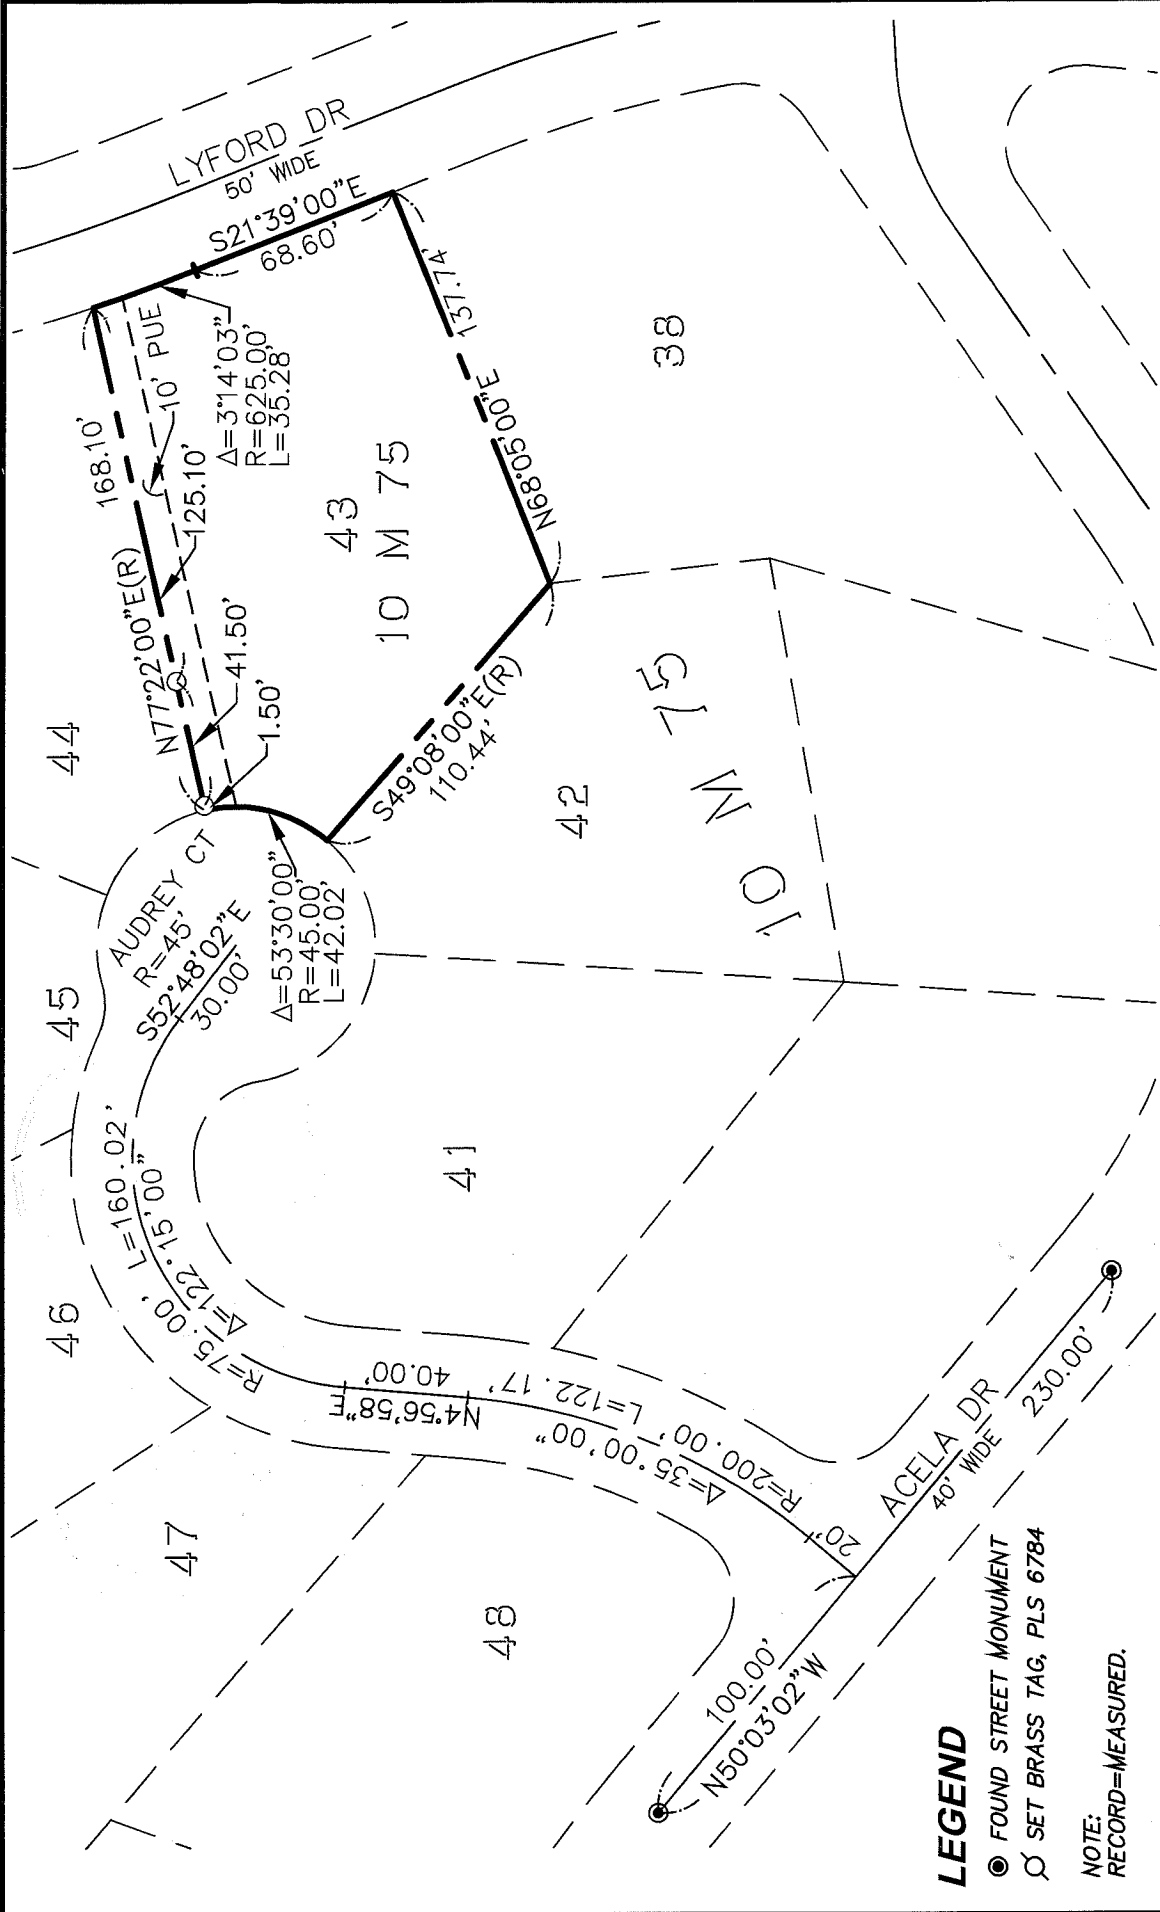 LYFORD DR
50' WIDE
S21°39'00"E
68.60'
168.10'
10' PUE
125.10'
Δ=3°14'03"
R=625.00'
L=35.28'
137.74'
N68°05'00"E
38
43
10 M 75
N77°22'00"E(R)
41.50'
1.50'
44
S49°08'00"E(R)
110.44'
42
10 M 75
AUDREY CT
R=45'
S52°48'02"E
30.00'
Δ=53°30'00"
R=45.00'
L=42.02'
45
L=160.02'
R=75.00'
Δ=122°15'00"
41
46
40.00'
N4°56'58"E
L=122.17'
R=200.00'
Δ=35°00'00"
20'
47
48
ACELA DR
40' WIDE
230.00'
100.00'
N50°03'02"W
LEGEND
FOUND STREET MONUMENT
SET BRASS TAG, PLS 6784
NOTE:
RECORD=MEASURED.